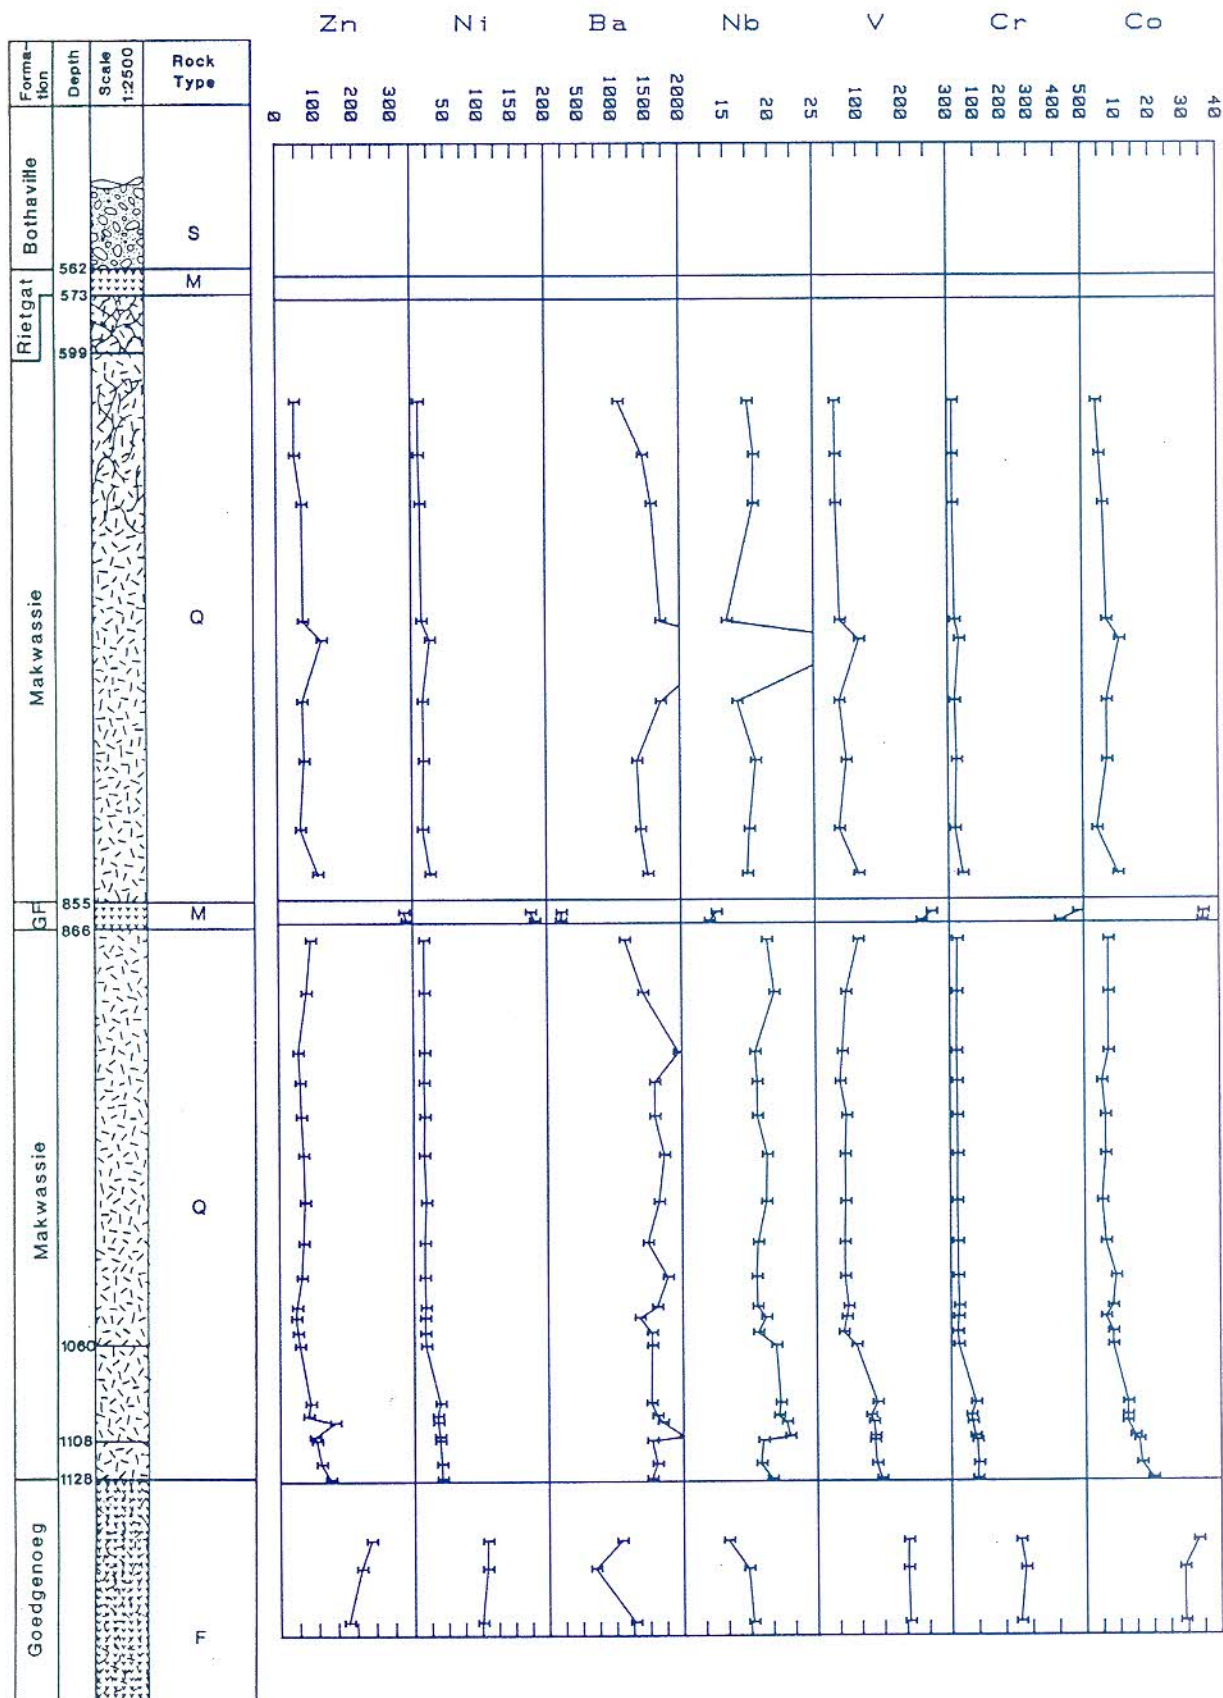 Zn Ni Ba Nb V Cr Co
Forma-
tion
Depth
Scale
1:2500
Rock
Type
0 100 200 300 50 100 150 200 500 1000 1500 2000 15 20 25 100 200 300 100 200 300 400 500 10 20 30 40
Bothaville
S
562
M
573
Rietgat
599
Makwassie
Q
855
GF
M
866
Makwassie
Q
1060
1108
1128
Goedgenoeg
F